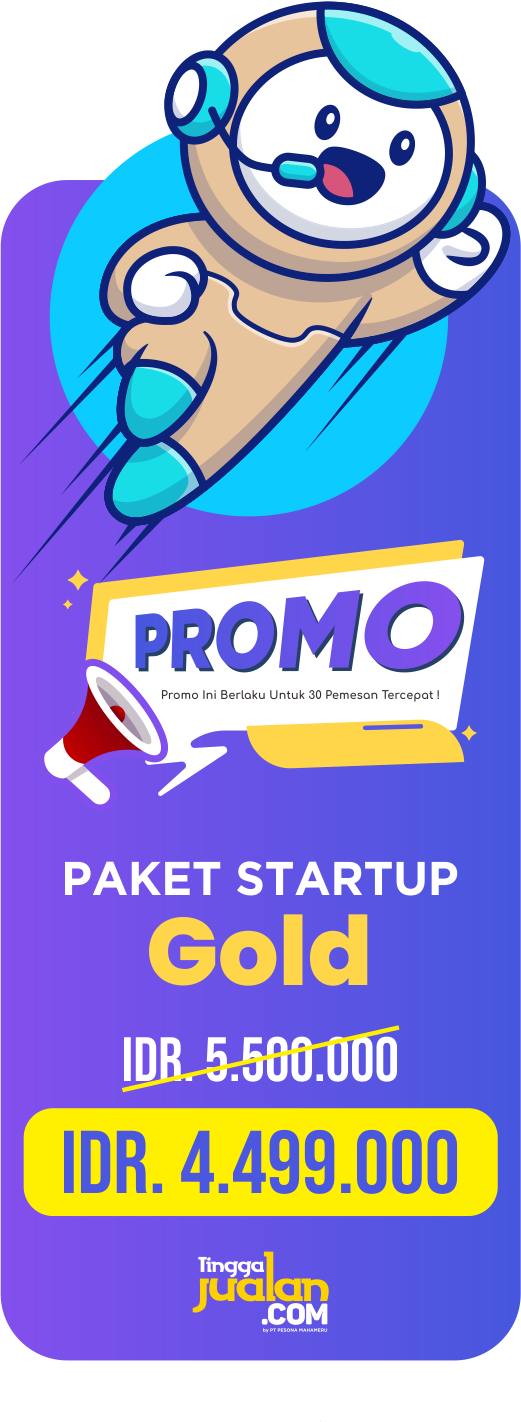 PROMO
Promo Ini Berlaku Untuk 30 Pemesan Tercepat !
PAKET STARTUP
Gold
IDR. 5.500.000
IDR. 4.499.000
Tingga
jualan
.COM
by PT PESONA MAHAMERU